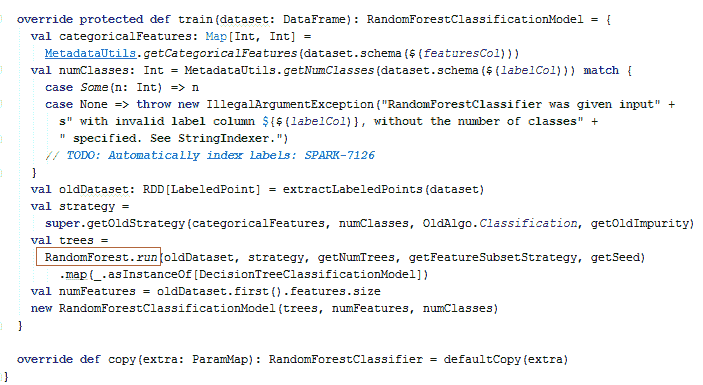 override protected def train(dataset: DataFrame): RandomForestClassificationModel = {
val categoricalFeatures: Map[Int, Int] =
MetadataUtils.getCategoricalFeatures(dataset.schema($(featuresCol)))
val numClasses: Int = MetadataUtils.getNumClasses(dataset.schema($(labelCol))) match {
case Some(n: Int) => n
case None => throw new IllegalArgumentException("RandomForestClassifier was given input" +
s" with invalid label column ${$(labelCol)}, without the number of classes" +
" specified. See StringIndexer.")
// TODO: Automatically index labels: SPARK-7126
}
val oldDataset: RDD[LabeledPoint] = extractLabeledPoints(dataset)
val strategy =
super.getOldStrategy(categoricalFeatures, numClasses, OldAlgo.Classification, getOldImpurity)
val trees =
RandomForest.run(oldDataset, strategy, getNumTrees, getFeatureSubsetStrategy, getSeed)
.map(_.asInstanceOf[DecisionTreeClassificationModel])
val numFeatures = oldDataset.first().features.size
new RandomForestClassificationModel(trees, numFeatures, numClasses)
}
override def copy(extra: ParamMap): RandomForestClassifier = defaultCopy(extra)
}